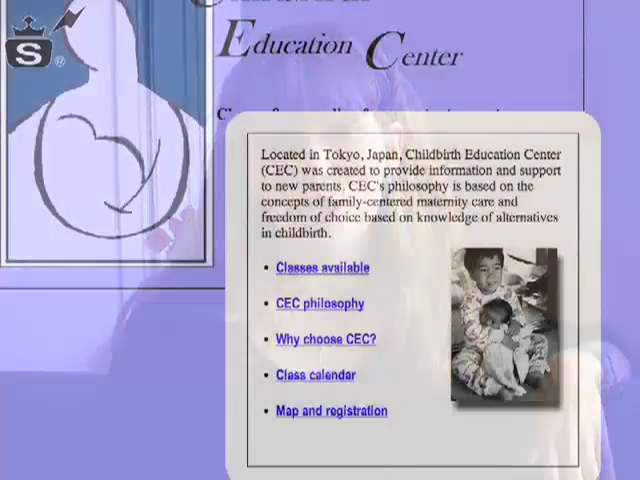 Education Center
S®
Located in Tokyo, Japan, Childbirth Education Center
(CEC) was created to provide information and support
to new parents. CEC's philosophy is based on the
concepts of family-centered maternity care and
freedom of choice based on knowledge of alternatives
in childbirth.
• Classes available
• CEC philosophy
• Why choose CEC?
• Class calendar
• Map and registration